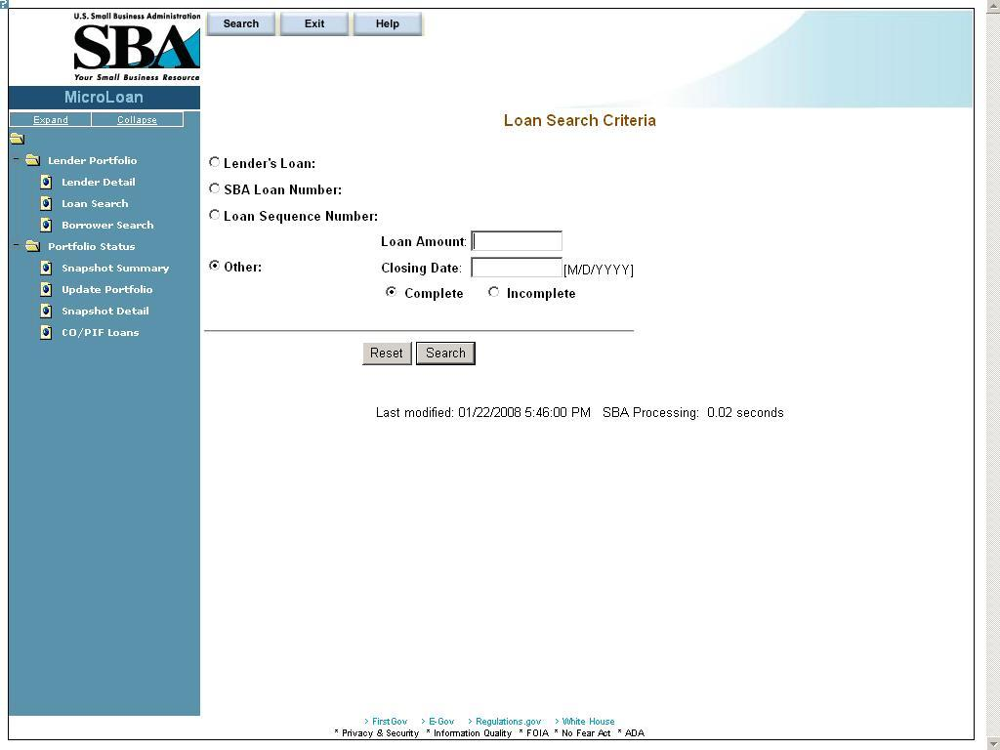 U.S. Small Business Administration
SBA
Your Small Business Resource
Search Exit Help
MicroLoan
Expand Collapse
Lender Portfolio
Lender Detail
Loan Search
Borrower Search
Portfolio Status
Snapshot Summary
Update Portfolio
Snapshot Detail
CO/PIF Loans
Loan Search Criteria
Lender's Loan:
SBA Loan Number:
Loan Sequence Number:
Other:
Loan Amount:
Closing Date: [M/D/YYYY]
Complete Incomplete
Reset Search
Last modified: 01/22/2008 5:46:00 PM SBA Processing: 0.02 seconds
> FirstGov > E-Gov > Regulations.gov > White House
* Privacy & Security * Information Quality * FOIA * No Fear Act * ADA